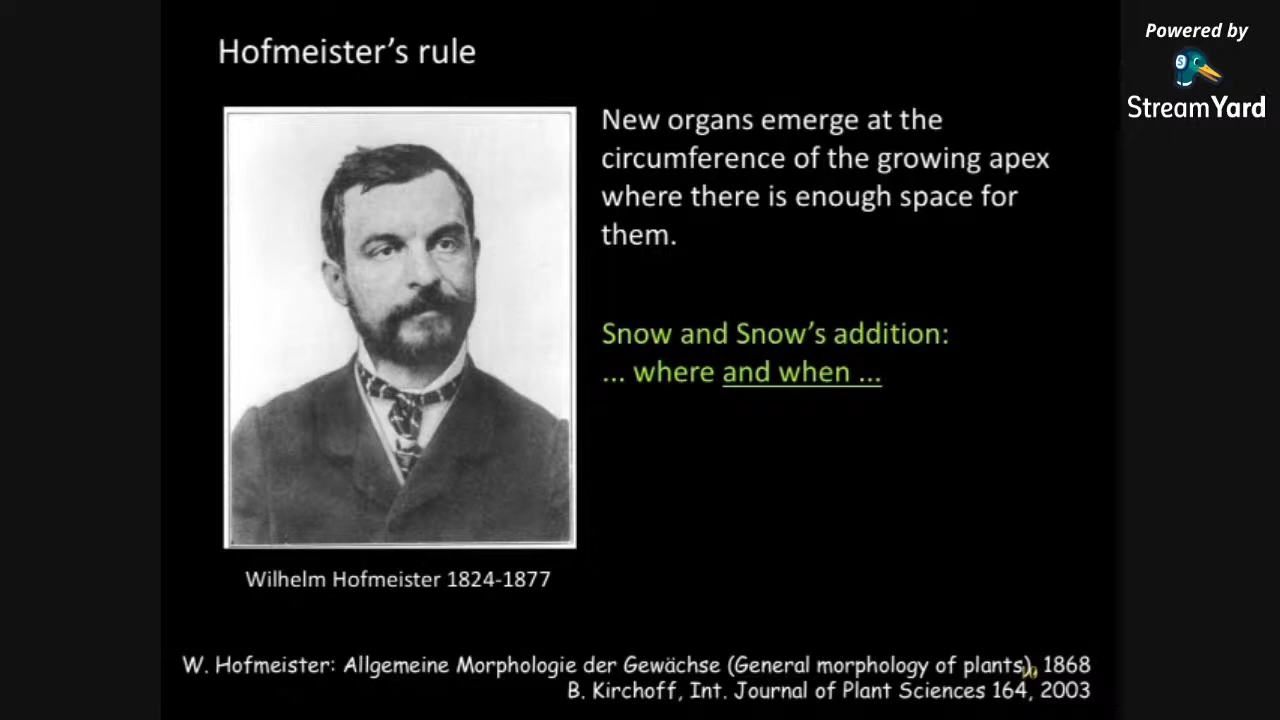 Hofmeister's rule
Powered by
StreamYard
New organs emerge at the
circumference of the growing apex
where there is enough space for
them.
Snow and Snow's addition:
... where and when ...
Wilhelm Hofmeister 1824-1877
W. Hofmeister: Allgemeine Morphologie der Gewächse (General morphology of plants), 1868
B. Kirchoff, Int. Journal of Plant Sciences 164, 2003